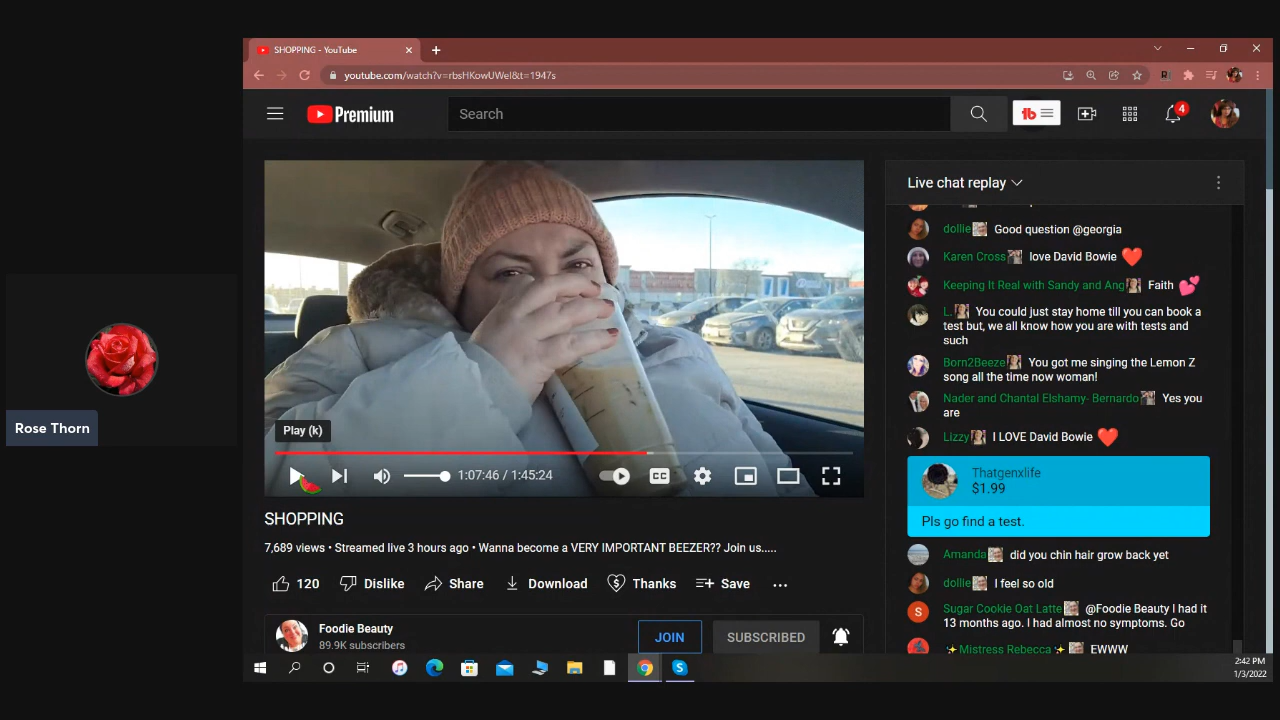 SHOPPING - YouTube
youtube.com/watch?v=rbsHKowUWeI&t=1947s
Premium
Search
4
Live chat replay
dollie Good question @georgia
Karen Cross love David Bowie
Keeping It Real with Sandy and Ang Faith
L. You could just stay home till you can book a
test but, we all know how you are with tests and
such
Born2Beeze You got me singing the Lemon Z
song all the time now woman!
Nader and Chantal Elshamy- Bernardo Yes you
are
Lizzy I LOVE David Bowie
Thatgenxlife
$1.99
Pls go find a test.
Amanda did you chin hair grow back yet
dollie I feel so old
S Sugar Cookie Oat Latte @Foodie Beauty I had it
13 months ago. I had almost no symptoms. Go
Mistress Rebecca EWWW
Rose Thorn
Play (k)
1:07:46 / 1:45:24
CC
SHOPPING
7,689 views • Streamed live 3 hours ago • Wanna become a VERY IMPORTANT BEEZER?? Join us.....
120 Dislike Share Download Thanks Save
Foodie Beauty
89.9K subscribers
JOIN
SUBSCRIBED
2:42 PM
1/3/2022